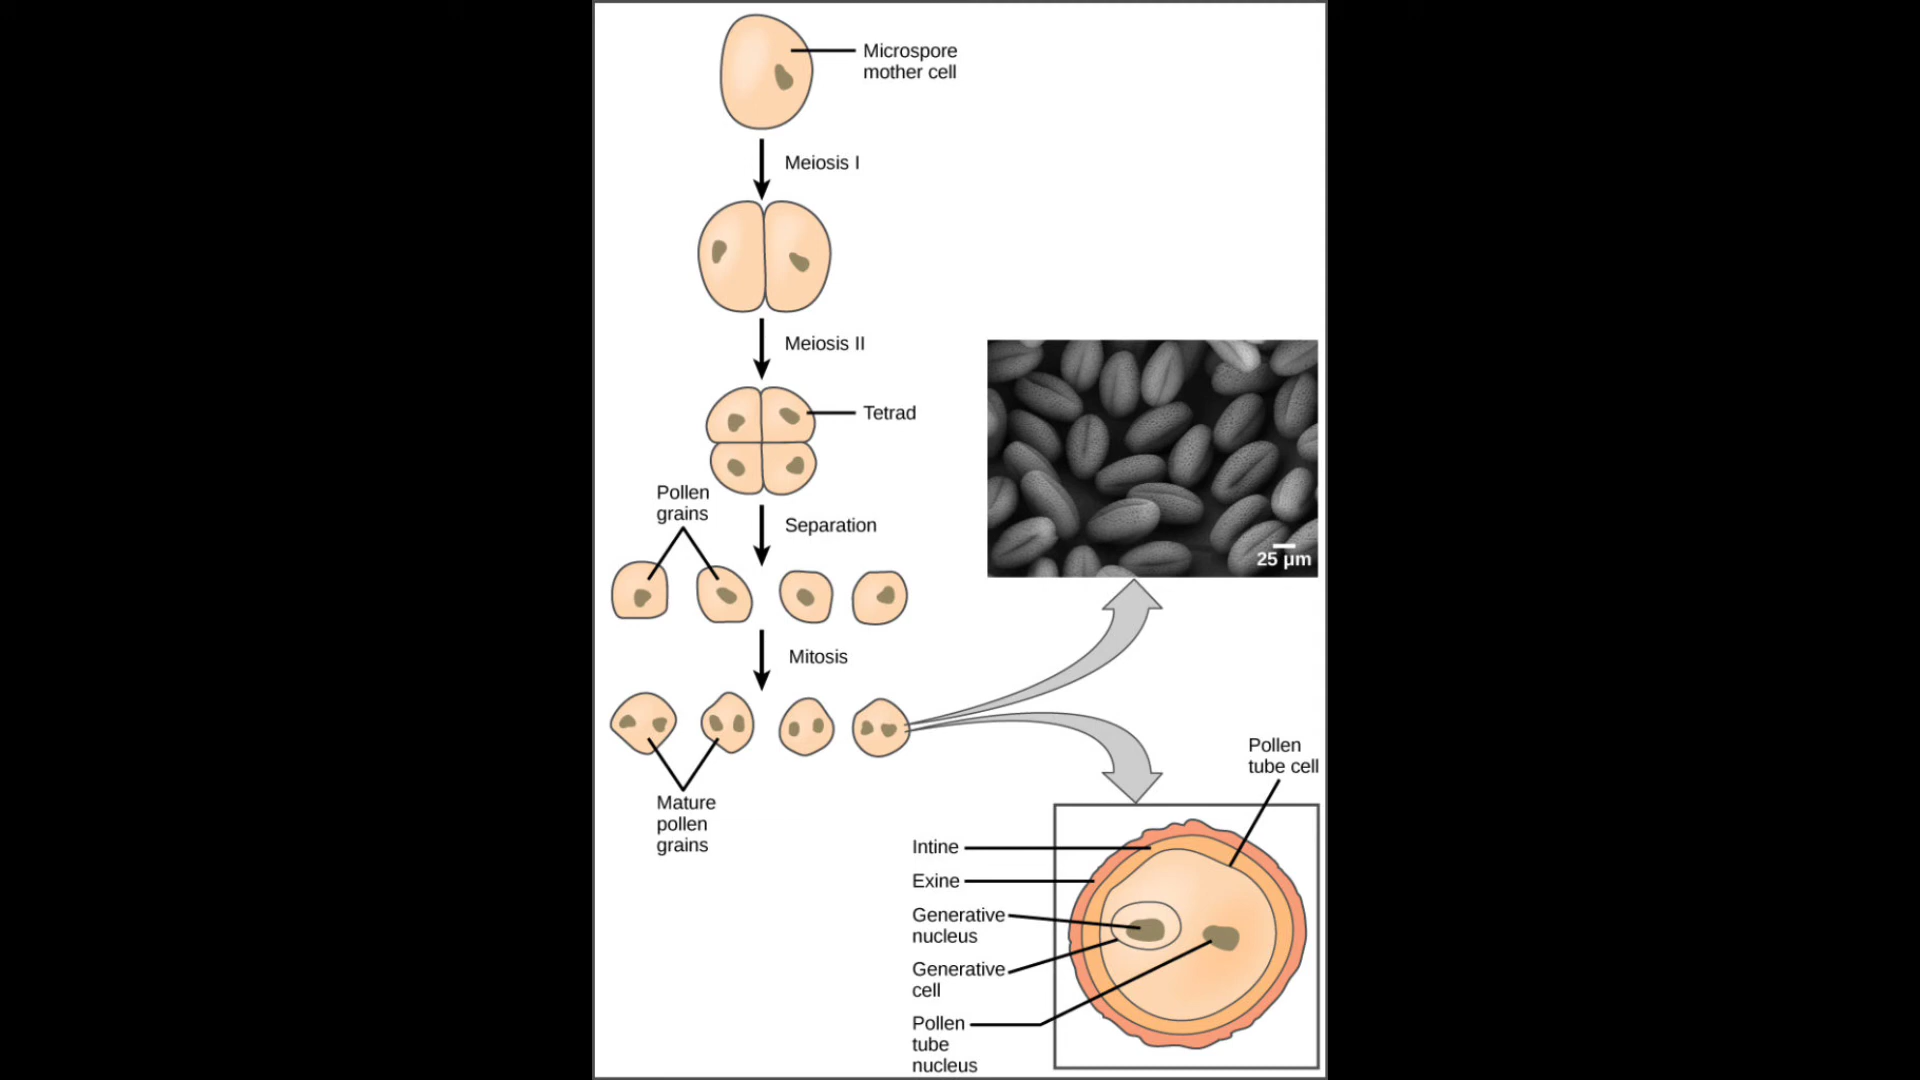 Microspore
mother cell
Meiosis I
Meiosis II
Tetrad
Pollen
grains
Separation
25 µm
Mitosis
Mature
pollen
grains
Pollen
tube cell
Intine
Exine
Generative
nucleus
Generative
cell
Pollen
tube
nucleus